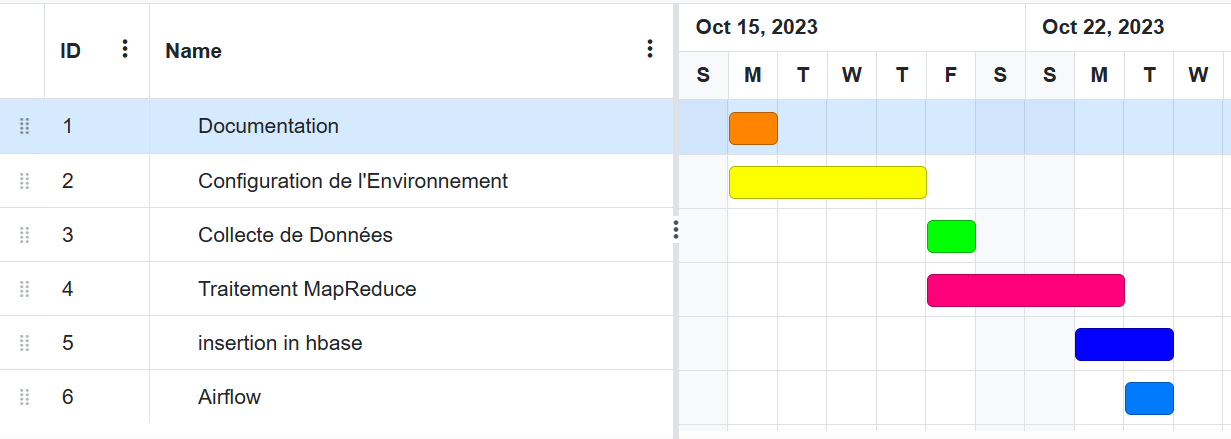 Oct 15, 2023 Oct 22, 2023
ID Name
S M T W T F S S M T W
1 Documentation
2 Configuration de l'Environnement
3 Collecte de Données
4 Traitement MapReduce
5 insertion in hbase
6 Airflow